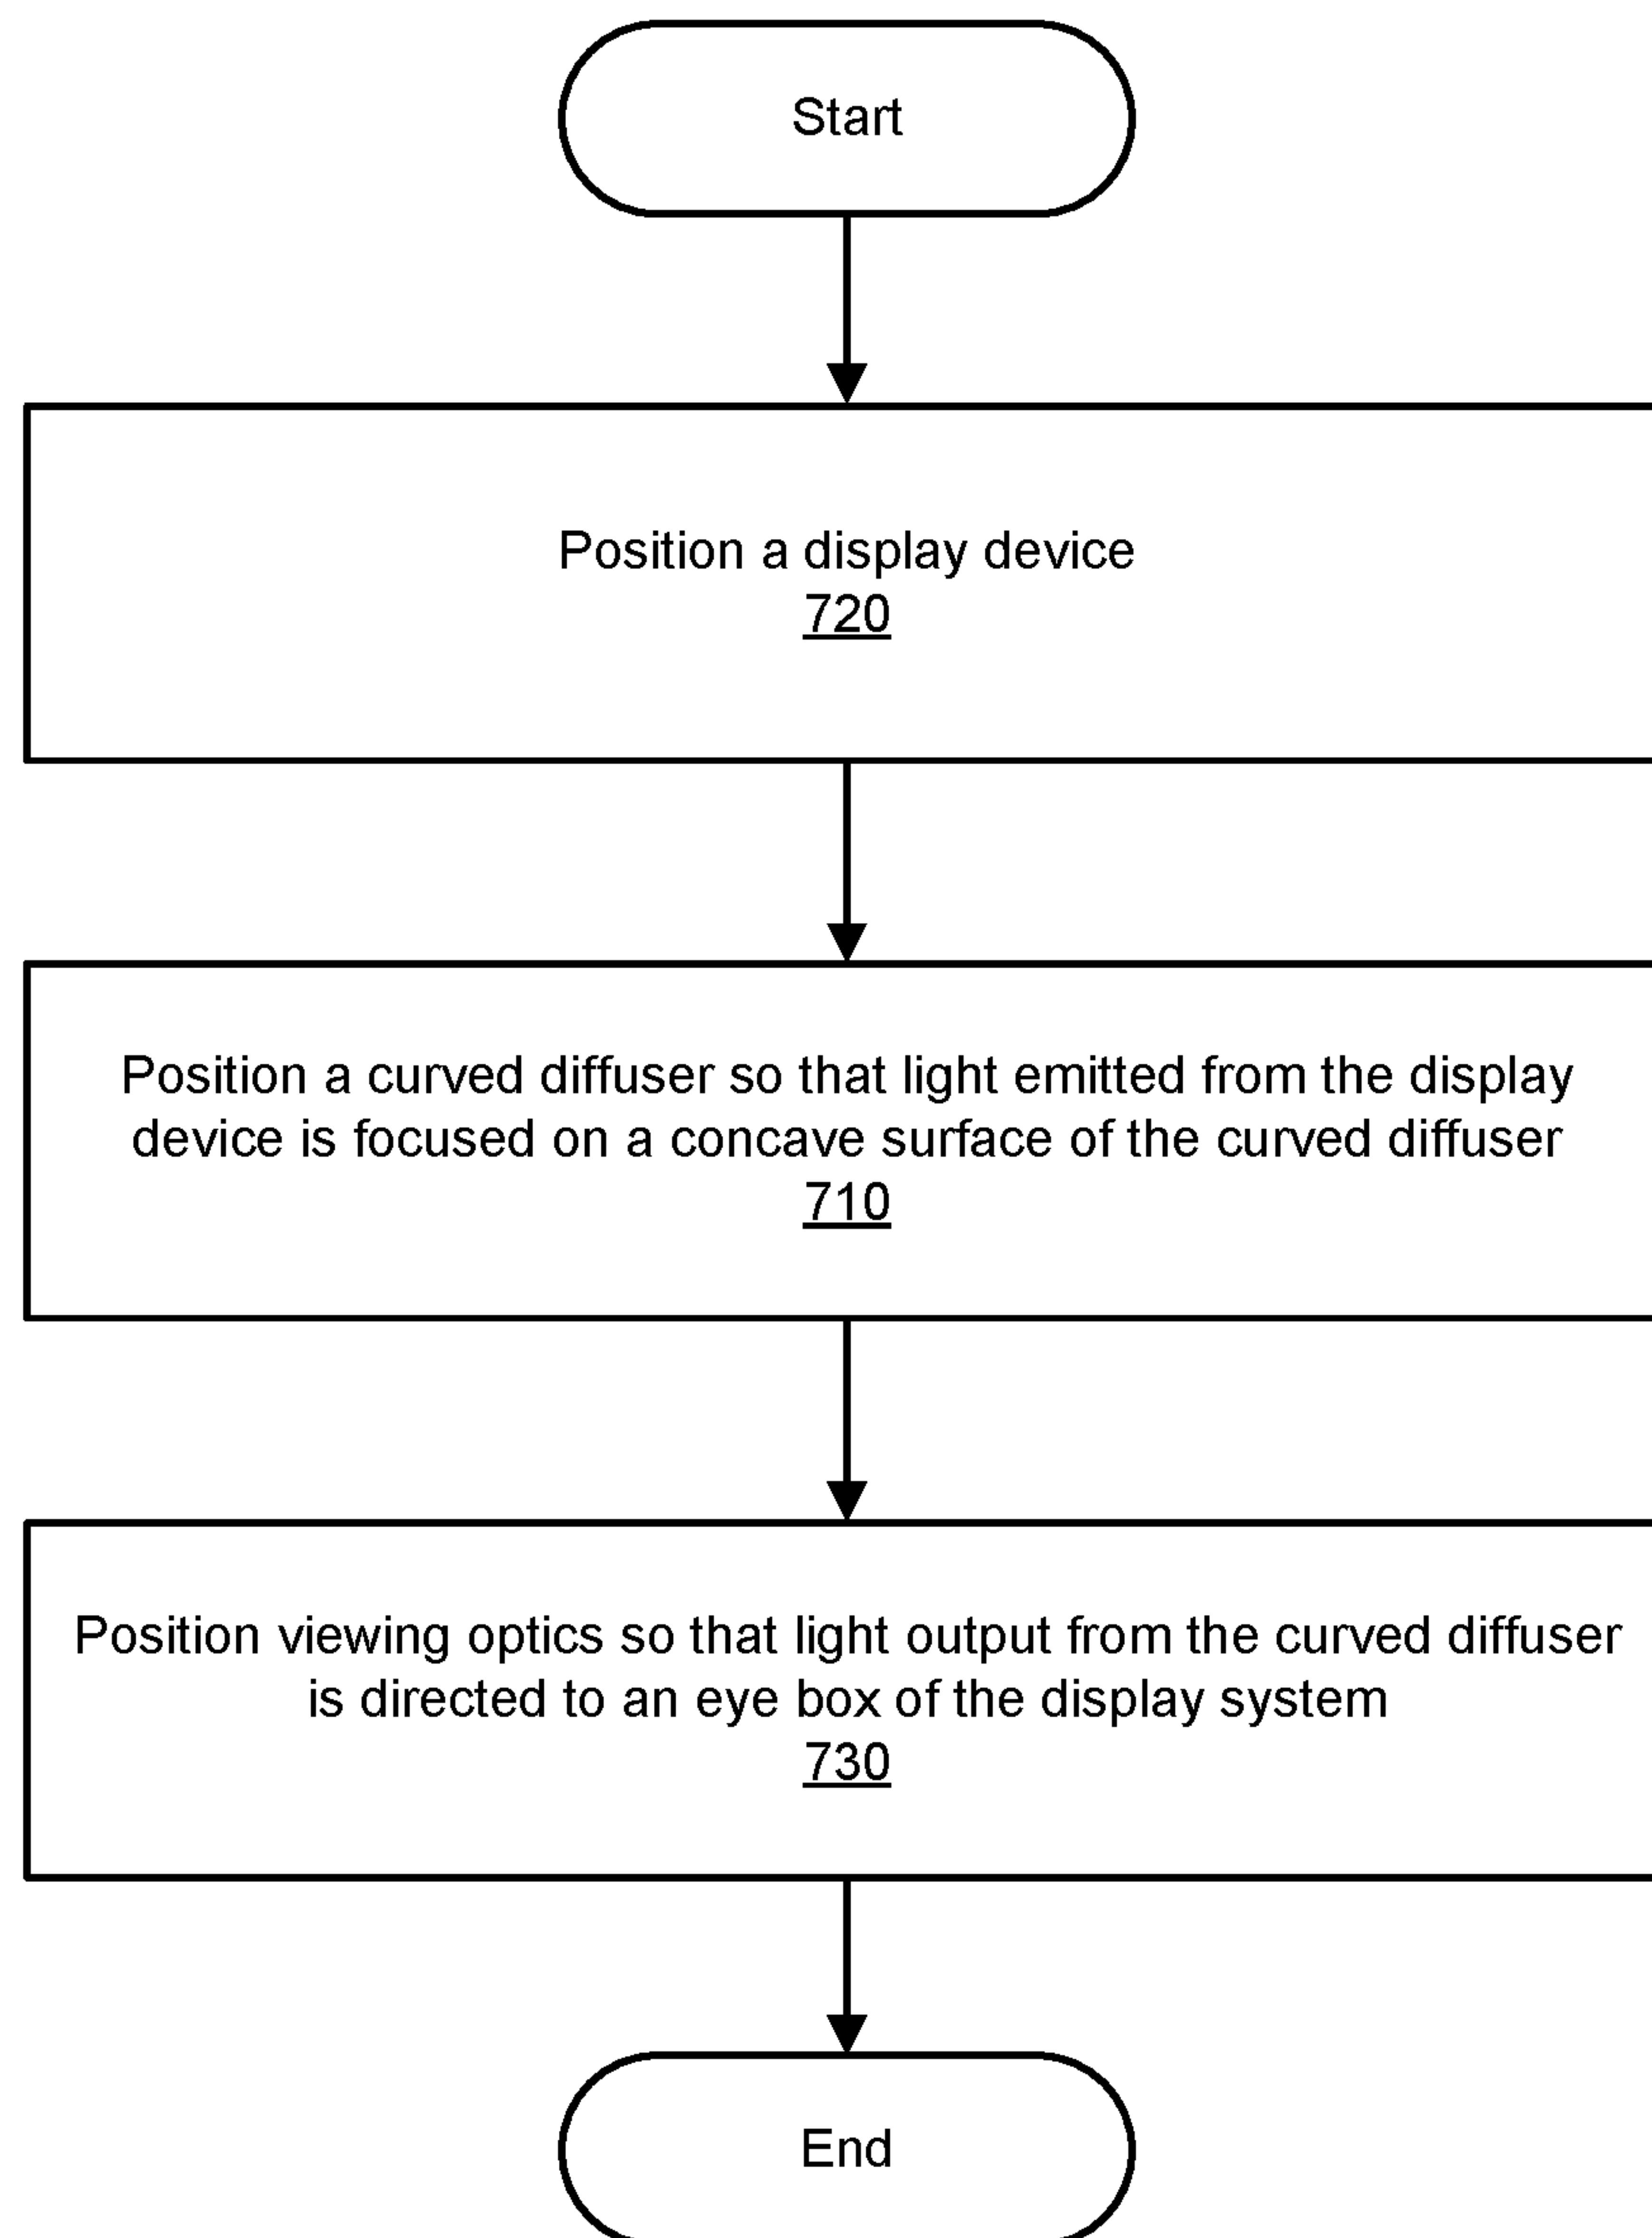 Start
Position a display device
720
Position a curved diffuser so that light emitted from the display
device is focused on a concave surface of the curved diffuser
710
Position viewing optics so that light output from the curved diffuser
is directed to an eye box of the display system
730
End